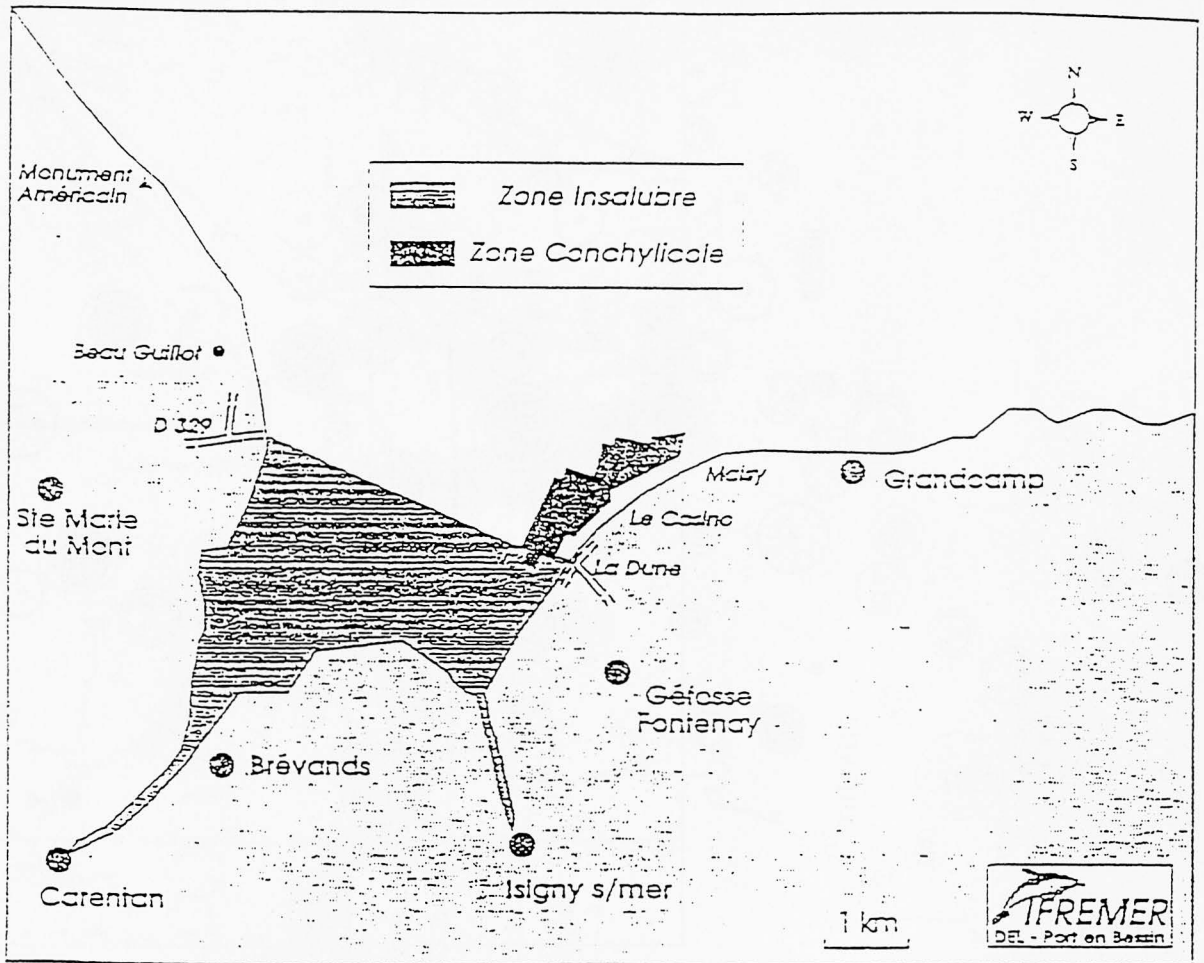 N
W E
S
Monument
Américain
Zone Insalubre
Zone Conchylicole
Beau Guillot
D 329
Ste Marie
du Mont
Maisy
Grandcamp
Le Casino
La Dune
Géfosse
Fontenay
Brévands
Carentan
Isigny s/mer
1 km
IFREMER
DEL - Port en Bessin